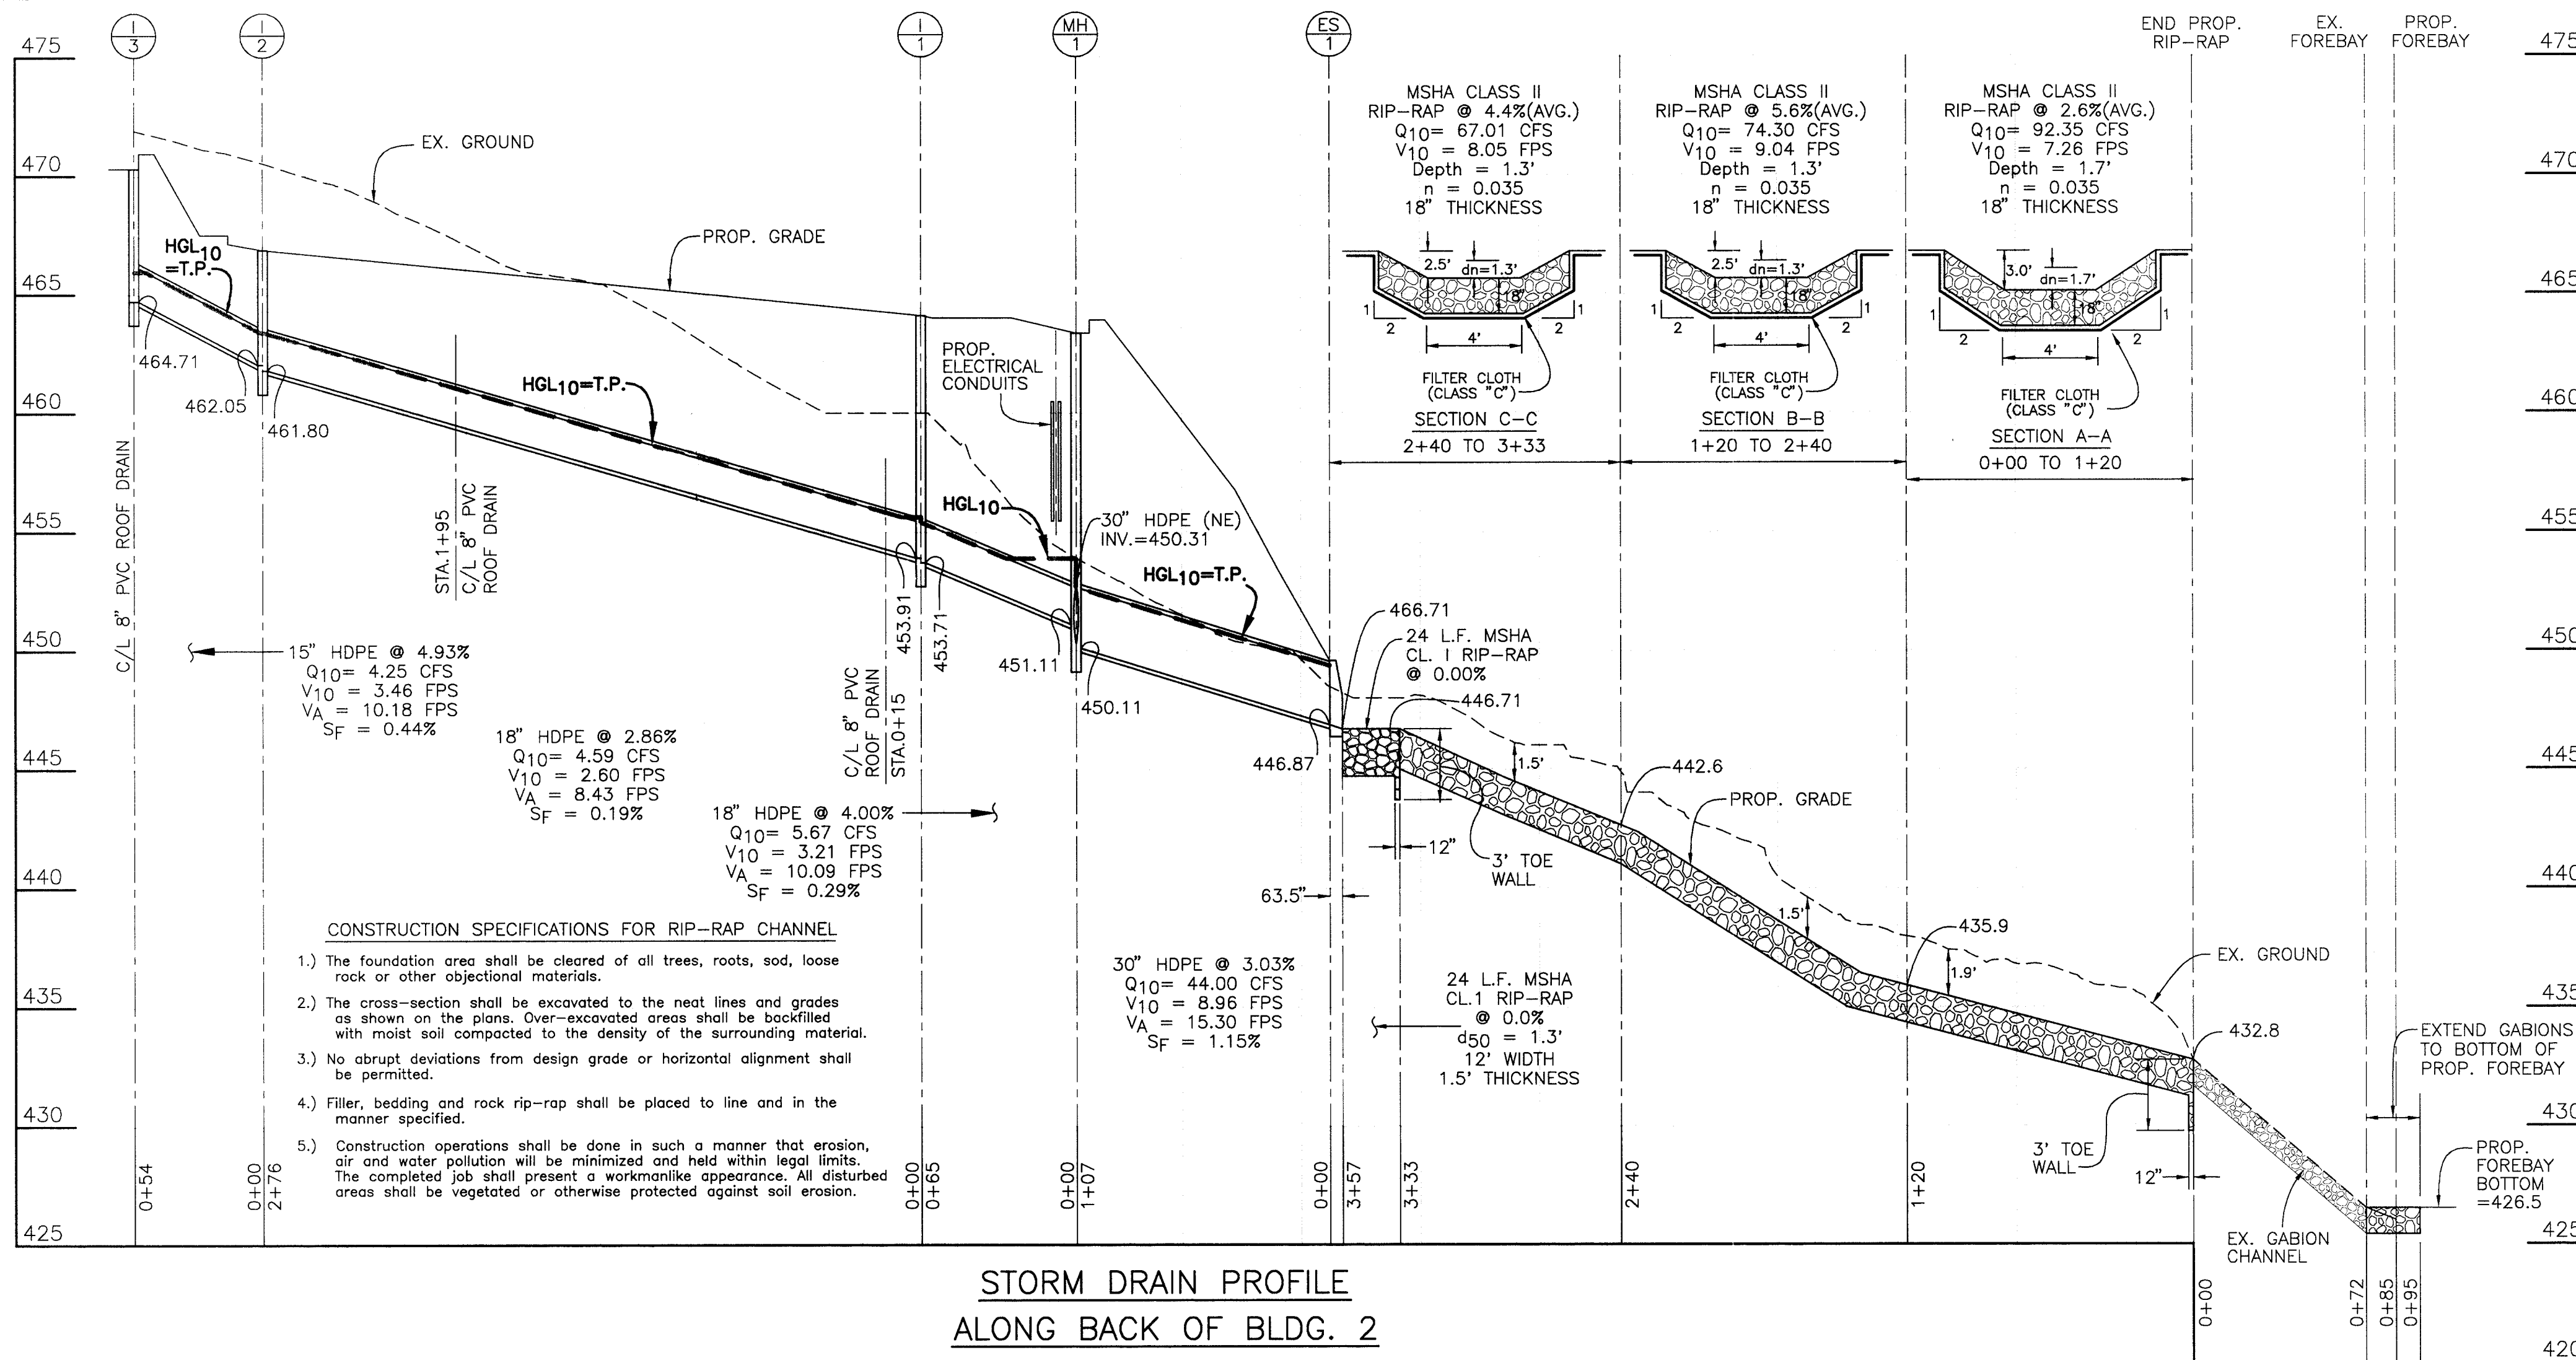 I
3
I
2
I
1
MH
1
ES
1
END PROP.
RIP-RAP
EX.
FOREBAY
PROP.
FOREBAY
475
470
465
460
455
450
445
440
435
430
425
475
470
465
460
455
450
445
440
435
430
425
420
EX. GROUND
PROP. GRADE
HGL10
=T.P.
HGL10=T.P.
HGL10
HGL10=T.P.
PROP.
ELECTRICAL
CONDUITS
30" HDPE (NE)
INV.=450.31
464.71
462.05
461.80
453.91
453.71
451.11
450.11
446.87
466.71
24 L.F. MSHA
CL. I RIP-RAP
@ 0.00%
446.71
442.6
435.9
432.8
C/L 8" PVC ROOF DRAIN
STA.1+95
C/L 8" PVC
ROOF DRAIN
C/L 8" PVC
ROOF DRAIN
STA.0+15
15" HDPE @ 4.93%
Q10= 4.25 CFS
V10 = 3.46 FPS
VA = 10.18 FPS
SF = 0.44%
18" HDPE @ 2.86%
Q10= 4.59 CFS
V10 = 2.60 FPS
VA = 8.43 FPS
SF = 0.19%
18" HDPE @ 4.00%
Q10= 5.67 CFS
V10 = 3.21 FPS
VA = 10.09 FPS
SF = 0.29%
30" HDPE @ 3.03%
Q10= 44.00 CFS
V10 = 8.96 FPS
VA = 15.30 FPS
SF = 1.15%
24 L.F. MSHA
CL.1 RIP-RAP
@ 0.0%
d50 = 1.3'
12' WIDTH
1.5' THICKNESS
MSHA CLASS II
RIP-RAP @ 4.4%(AVG.)
Q10= 67.01 CFS
V10 = 8.05 FPS
Depth = 1.3'
n = 0.035
18" THICKNESS
2.5'
dn=1.3'
18"
1
2
2
1
4'
FILTER CLOTH
(CLASS "C")
SECTION C-C
2+40 TO 3+33
MSHA CLASS II
RIP-RAP @ 5.6%(AVG.)
Q10= 74.30 CFS
V10 = 9.04 FPS
Depth = 1.3'
n = 0.035
18" THICKNESS
2.5'
dn=1.3'
18"
1
2
2
1
4'
FILTER CLOTH
(CLASS "C")
SECTION B-B
1+20 TO 2+40
MSHA CLASS II
RIP-RAP @ 2.6%(AVG.)
Q10= 92.35 CFS
V10 = 7.26 FPS
Depth = 1.7'
n = 0.035
18" THICKNESS
3.0'
dn=1.7'
18"
1
2
2
1
4'
FILTER CLOTH
(CLASS "C")
SECTION A-A
0+00 TO 1+20
1.5'
PROP. GRADE
1.5'
1.9'
EX. GROUND
12"
3' TOE
WALL
63.5"
3' TOE
WALL
12"
EXTEND GABIONS
TO BOTTOM OF
PROP. FOREBAY
PROP.
FOREBAY
BOTTOM
=426.5
EX. GABION
CHANNEL
CONSTRUCTION SPECIFICATIONS FOR RIP-RAP CHANNEL
1.) The foundation area shall be cleared of all trees, roots, sod, loose
rock or other objectional materials.
2.) The cross-section shall be excavated to the neat lines and grades
as shown on the plans. Over-excavated areas shall be backfilled
with moist soil compacted to the density of the surrounding material.
3.) No abrupt deviations from design grade or horizontal alignment shall
be permitted.
4.) Filler, bedding and rock rip-rap shall be placed to line and in the
manner specified.
5.) Construction operations shall be done in such a manner that erosion,
air and water pollution will be minimized and held within legal limits.
The completed job shall present a workmanlike appearance. All disturbed
areas shall be vegetated or otherwise protected against soil erosion.
0+54
0+00
2+76
0+00
0+65
0+00
1+07
0+00
3+57
3+33
2+40
1+20
0+00
0+72
0+85
0+95
STORM DRAIN PROFILE
ALONG BACK OF BLDG. 2